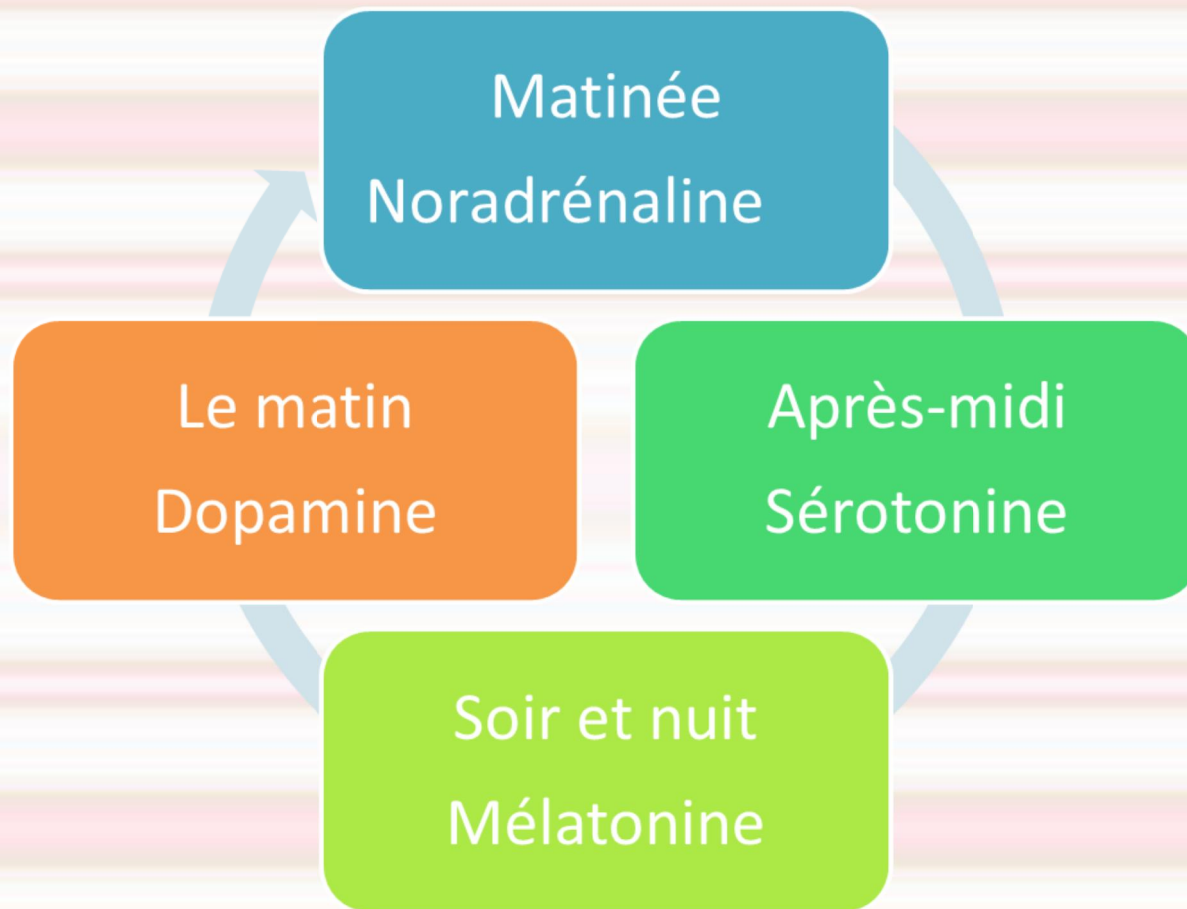 Matinée
Noradrénaline
Le matin
Dopamine
Après-midi
Sérotonine
Soir et nuit
Mélatonine